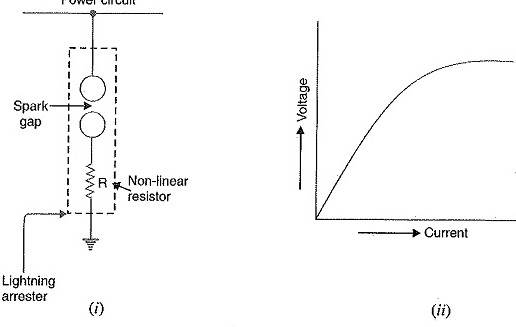 Power circuit
Spark
gap
R
Non-linear
resistor
Lightning
arrester
(i)
Voltage
Current
(ii)